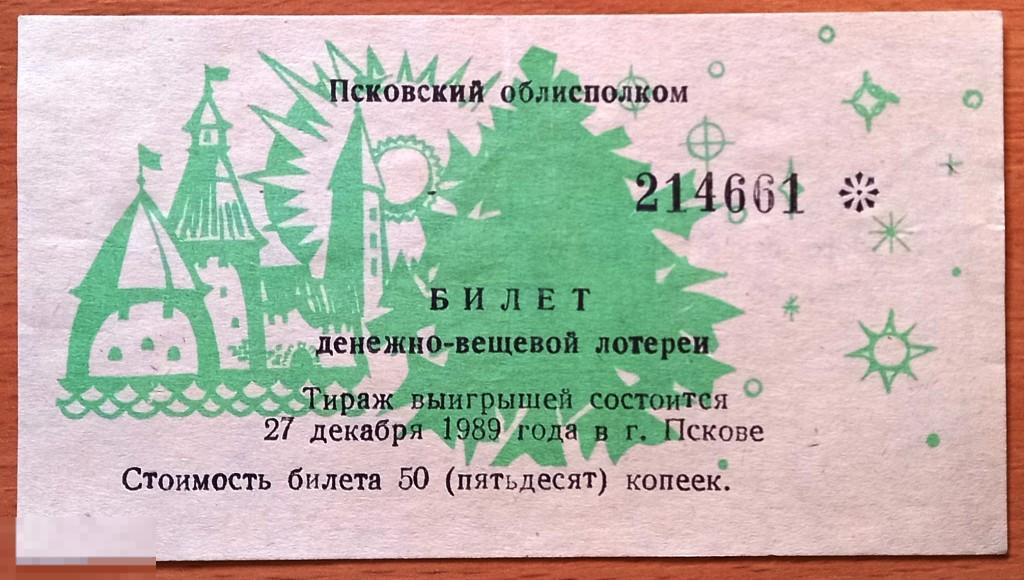 Псковский облисполком
214661
БИЛЕТ
денежно-вещевой лотереи
Тираж выигрышей состоится
27 декабря 1989 года в г. Пскове
Стоимость билета 50 (пятьдесят) копеек.